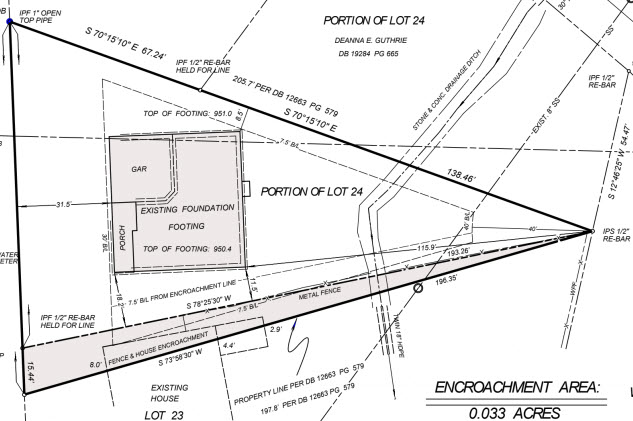 IPF 1" OPEN
TOP PIPE
S 70°15'10" E 67.24'
IPF 1/2" RE-BAR
HELD FOR LINE
PORTION OF LOT 24
DEANNA E. GUTHRIE
DB 19284 PG 665
205.7' PER DB 12663 PG 579
S 70°15'10" E
STONE & CONC. DRAINAGE DITCH
EXIST. 8" SS
SS
30'
IPF 1/2"
RE-BAR
S 12°46'25" W 54.47'
TOP OF FOOTING: 951.0
8.5'
7.5' B/L
138.46'
GAR
PORTION OF LOT 24
31.5'
30' B/L
EXISTING FOUNDATION
FOOTING
PORCH
TOP OF FOOTING: 950.4
40' B/L
40'
IPS 1/2"
RE-BAR
115.9'
193.26'
196.35'
7.5' B/L FROM ENCROACHMENT LINE
18.2'
11.5'
S 78°25'30" W
7.5' B/L
METAL FENCE
IPF 1/2" RE-BAR
HELD FOR LINE
FENCE & HOUSE ENCROACHMENT
2.9'
4.4'
8.0'
S 73°58'30" W
15.44'
TWIN 18" HDPE
PROPERTY LINE PER DB 12663 PG 579
197.8' PER DB 12663 PG 579
EXISTING
HOUSE
LOT 23
ENCROACHMENT AREA:
0.033 ACRES